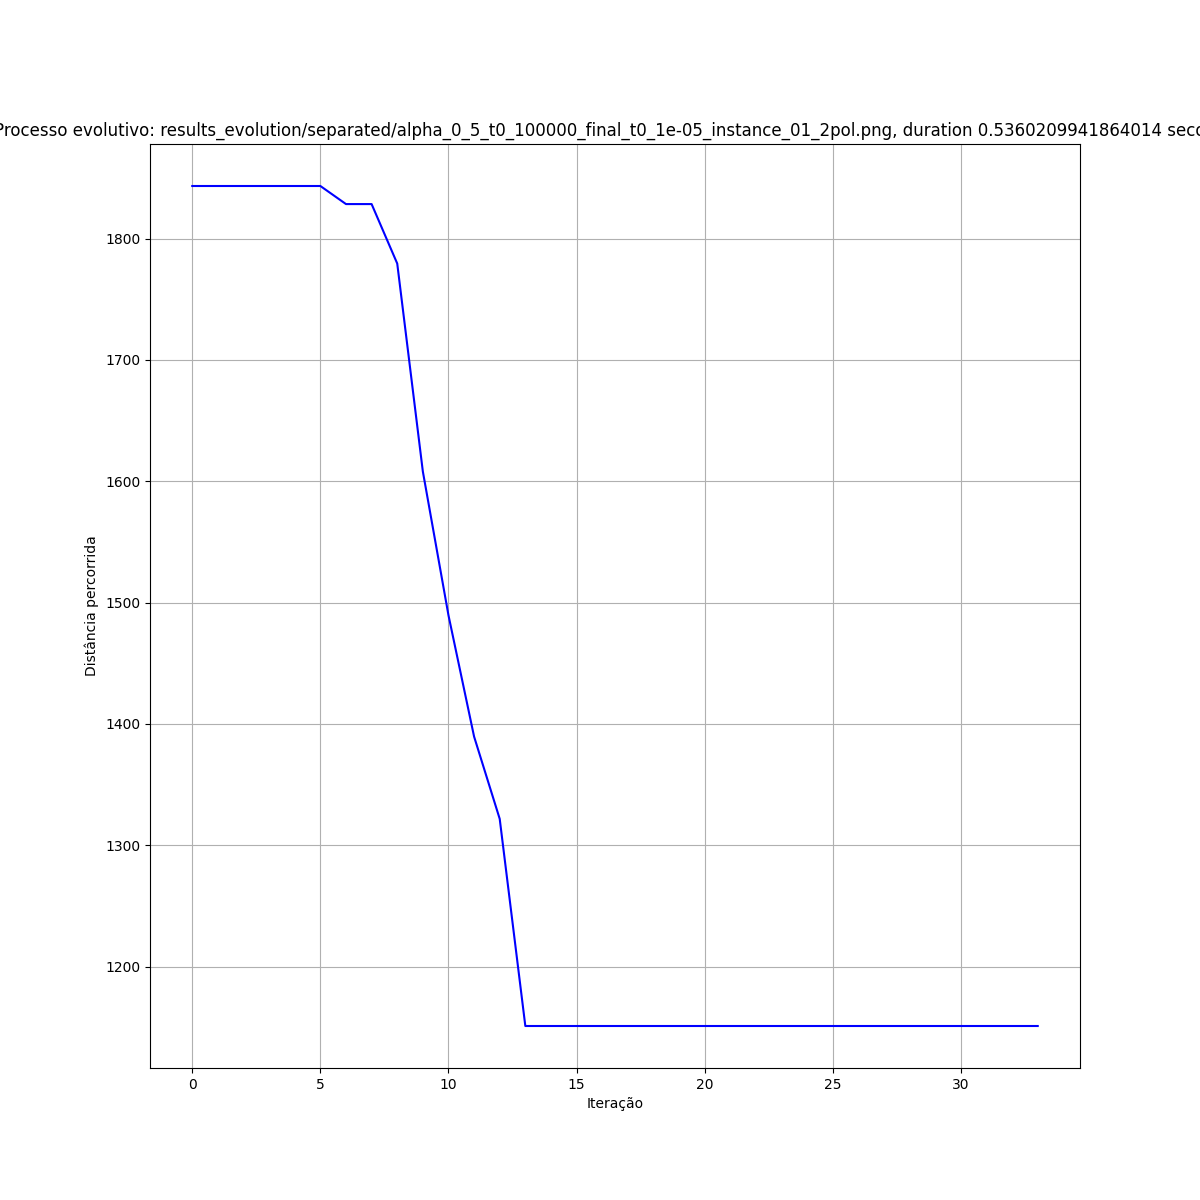 Processo evolutivo: results_evolution/separated/alpha_0_5_t0_100000_final_t0_1e-05_instance_01_2pol.png, duration 0.5360209941864014
1800
1700
1600
1500
1400
1300
1200
Distância percorrida
0 5 10 15 20 25 30
Iteração